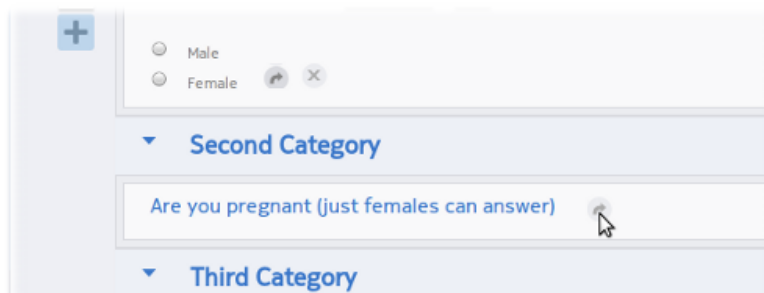 Male
Female
Second Category
Are you pregnant (just females can answer)
Third Category